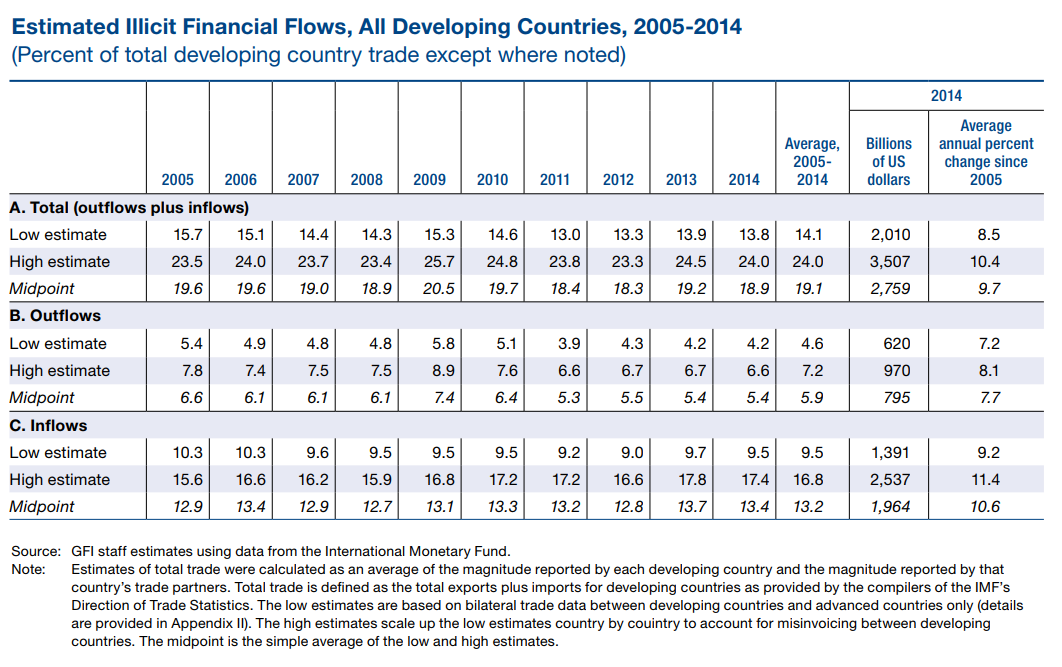 Estimated Illicit Financial Flows, All Developing Countries, 2005-2014
(Percent of total developing country trade except where noted)
2014
2005 2006 2007 2008 2009 2010 2011 2012 2013 2014 Average, 2005-2014 Billions of US dollars Average annual percent change since 2005
A. Total (outflows plus inflows)
Low estimate 15.7 15.1 14.4 14.3 15.3 14.6 13.0 13.3 13.9 13.8 14.1 2,010 8.5
High estimate 23.5 24.0 23.7 23.4 25.7 24.8 23.8 23.3 24.5 24.0 24.0 3,507 10.4
Midpoint 19.6 19.6 19.0 18.9 20.5 19.7 18.4 18.3 19.2 18.9 19.1 2,759 9.7
B. Outflows
Low estimate 5.4 4.9 4.8 4.8 5.8 5.1 3.9 4.3 4.2 4.2 4.6 620 7.2
High estimate 7.8 7.4 7.5 7.5 8.9 7.6 6.6 6.7 6.7 6.6 7.2 970 8.1
Midpoint 6.6 6.1 6.1 6.1 7.4 6.4 5.3 5.5 5.4 5.4 5.9 795 7.7
C. Inflows
Low estimate 10.3 10.3 9.6 9.5 9.5 9.5 9.2 9.0 9.7 9.5 9.5 1,391 9.2
High estimate 15.6 16.6 16.2 15.9 16.8 17.2 17.2 16.6 17.8 17.4 16.8 2,537 11.4
Midpoint 12.9 13.4 12.9 12.7 13.1 13.3 13.2 12.8 13.7 13.4 13.2 1,964 10.6
Source: GFI staff estimates using data from the International Monetary Fund.
Note: Estimates of total trade were calculated as an average of the magnitude reported by each developing country and the magnitude reported by that
country's trade partners. Total trade is defined as the total exports plus imports for developing countries as provided by the compilers of the IMF's
Direction of Trade Statistics. The low estimates are based on bilateral trade data between developing countries and advanced countries only (details
are provided in Appendix II). The high estimates scale up the low estimates country by country to account for misinvoicing between developing
countries. The midpoint is the simple average of the low and high estimates.